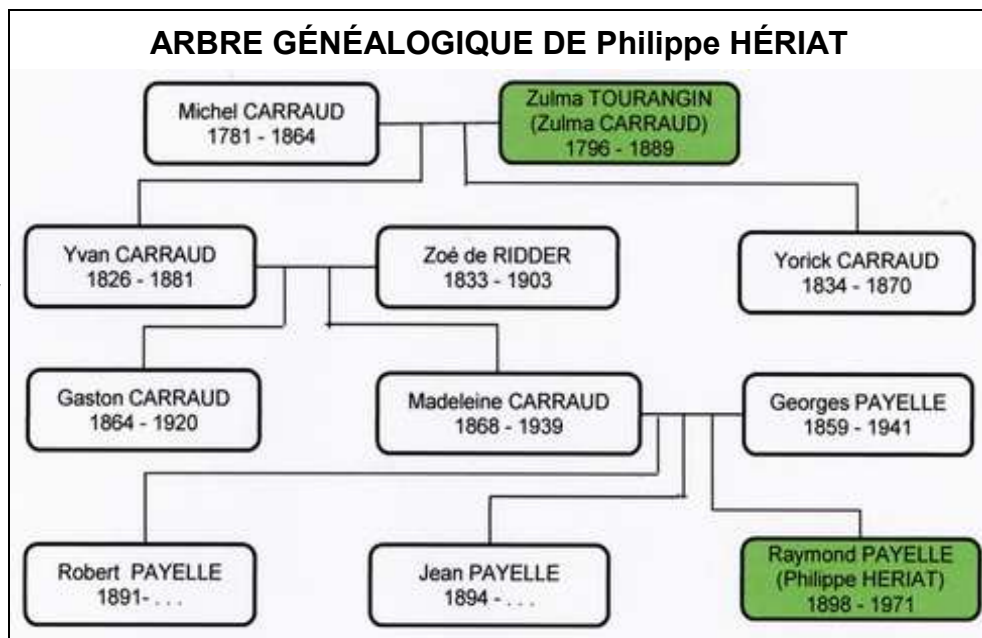 ARBRE GÉNÉALOGIQUE DE Philippe HÉRIAT
Michel CARRAUD
1781 - 1864
Zulma TOURANGIN
(Zulma CARRAUD)
1796 - 1889
Yvan CARRAUD
1826 - 1881
Zoé de RIDDER
1833 - 1903
Yorick CARRAUD
1834 - 1870
Gaston CARRAUD
1864 - 1920
Madeleine CARRAUD
1868 - 1939
Georges PAYELLE
1859 - 1941
Robert PAYELLE
1891- . . .
Jean PAYELLE
1894 - . . .
Raymond PAYELLE
(Philippe HERIAT)
1898 - 1971